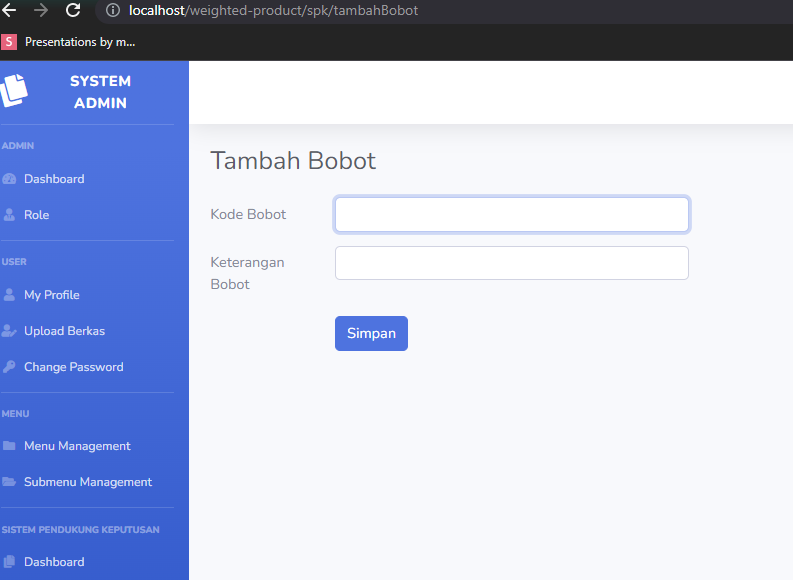 localhost/weighted-product/spk/tambahBobot
S Presentations by m...
SYSTEM
ADMIN
ADMIN
Dashboard
Role
USER
My Profile
Upload Berkas
Change Password
MENU
Menu Management
Submenu Management
SISTEM PENDUKUNG KEPUTUSAN
Dashboard
Tambah Bobot
Kode Bobot
Keterangan
Bobot
Simpan